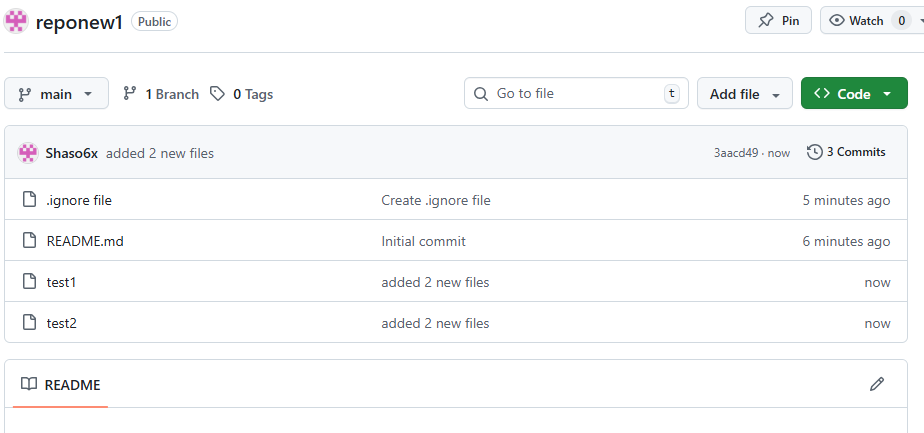 reponew1 Public Pin Watch 0
main 1 Branch 0 Tags Go to file t Add file Code
Shaso6x added 2 new files 3aacd49 · now 3 Commits
.ignore file Create .ignore file 5 minutes ago
README.md Initial commit 6 minutes ago
test1 added 2 new files now
test2 added 2 new files now
README